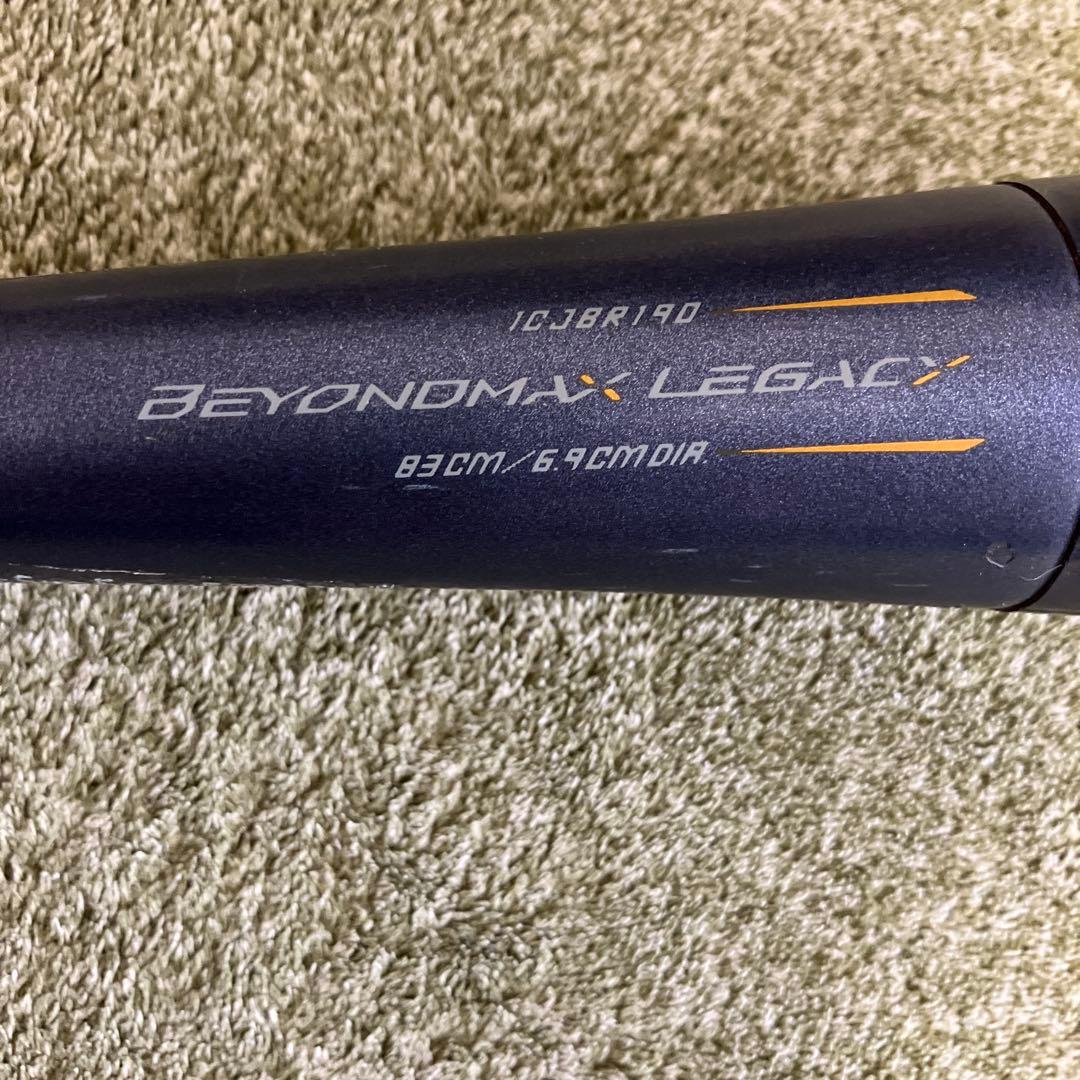 1CJBR190
BEYONDMAX LEGACY
83CM/6.9CMDIA.